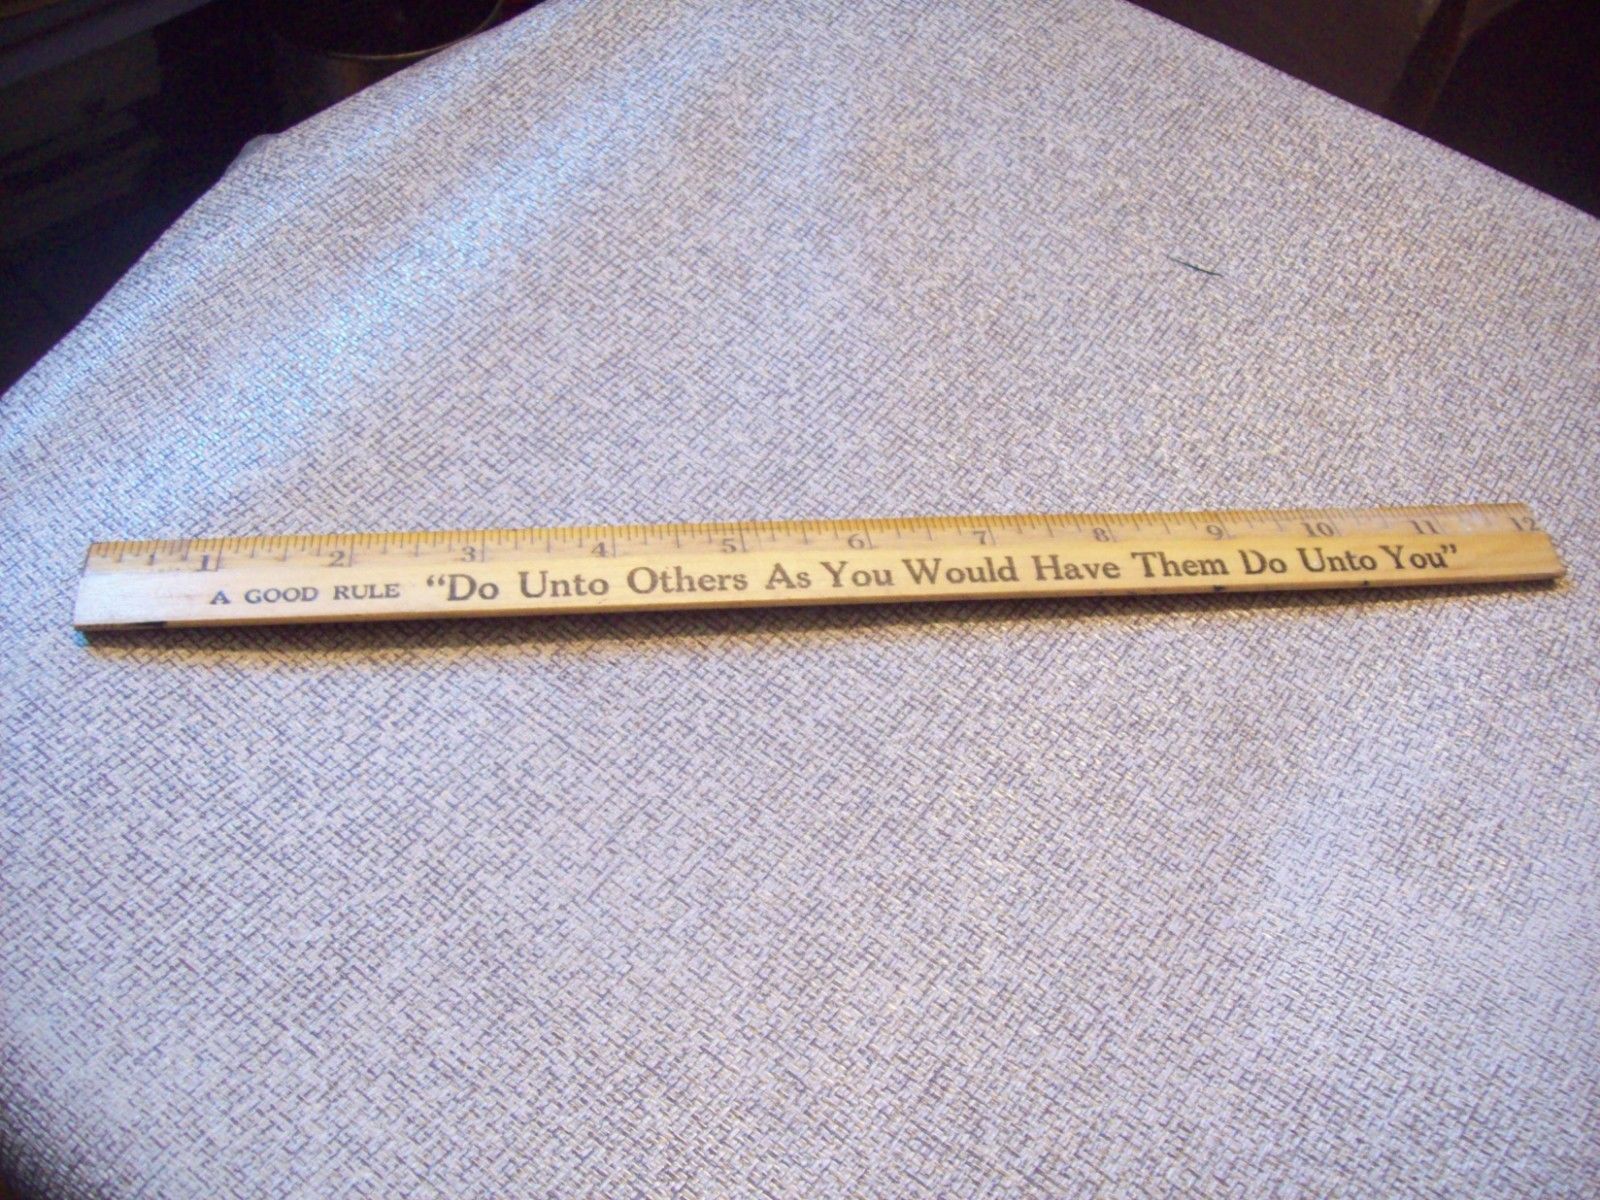 1 2 3 4 5 6 7 8 9 10 11 12
A GOOD RULE “Do Unto Others As You Would Have Them Do Unto You”